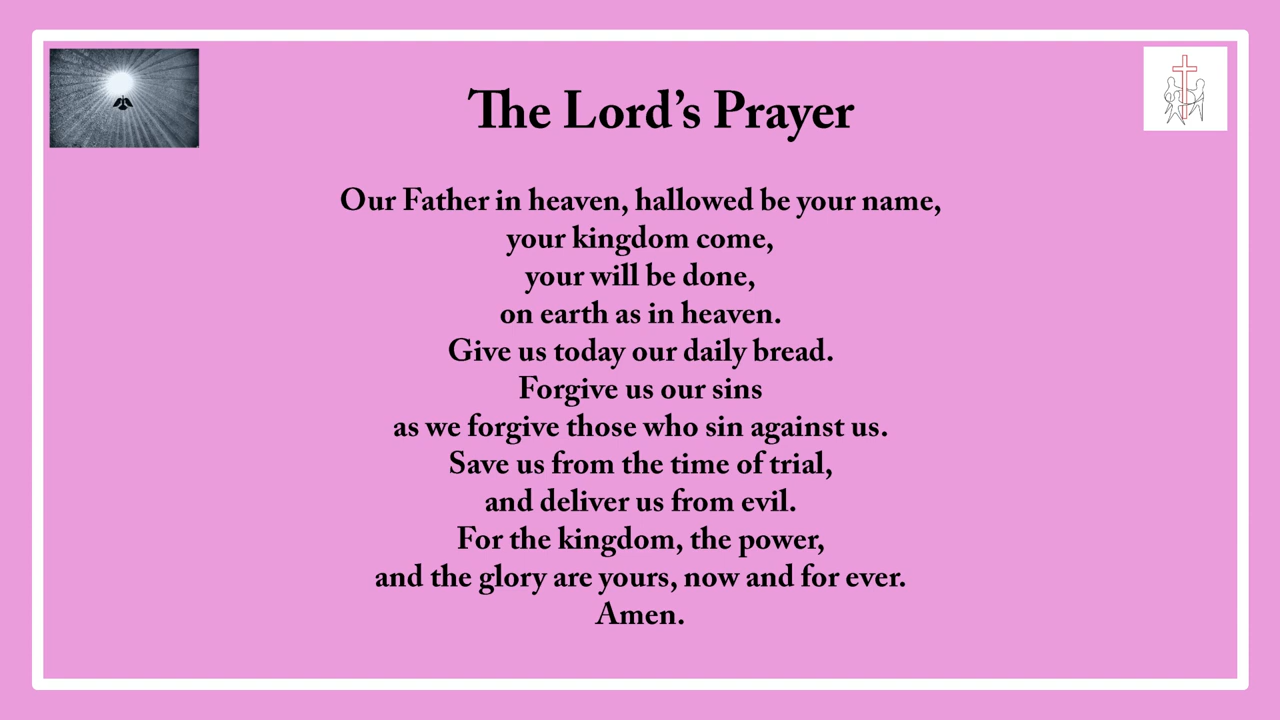 The Lord’s Prayer
Our Father in heaven, hallowed be your name,
your kingdom come,
your will be done,
on earth as in heaven.
Give us today our daily bread.
Forgive us our sins
as we forgive those who sin against us.
Save us from the time of trial,
and deliver us from evil.
For the kingdom, the power,
and the glory are yours, now and for ever.
Amen.